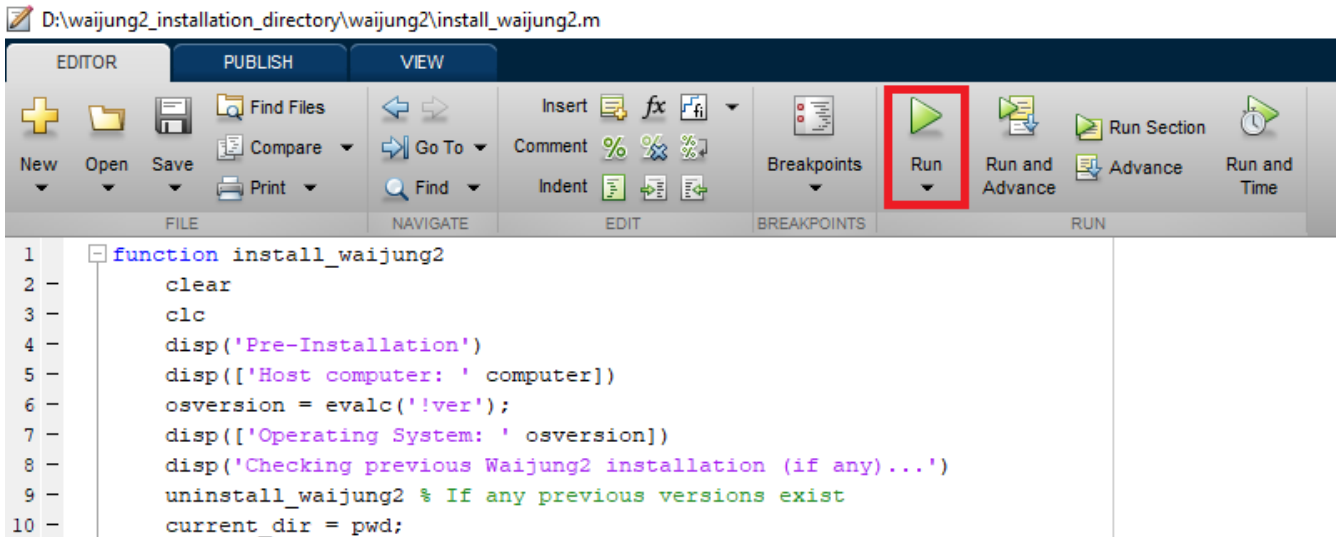 D:\waijung2_installation_directory\waijung2\install_waijung2.m
EDITOR PUBLISH VIEW
New
Open
Save
Find Files
Compare
Print
FILE
Go To
Find
NAVIGATE
Insert fx fi
Comment % % %
Indent
EDIT
Breakpoints
BREAKPOINTS
Run
Run and
Advance
Run Section
Advance
Run and
Time
RUN
1 function install_waijung2
2 - clear
3 - clc
4 - disp('Pre-Installation')
5 - disp(['Host computer: ' computer])
6 - osversion = evalc('!ver');
7 - disp(['Operating System: ' osversion])
8 - disp('Checking previous Waijung2 installation (if any)...')
9 - uninstall_waijung2 % If any previous versions exist
10 - current_dir = pwd;